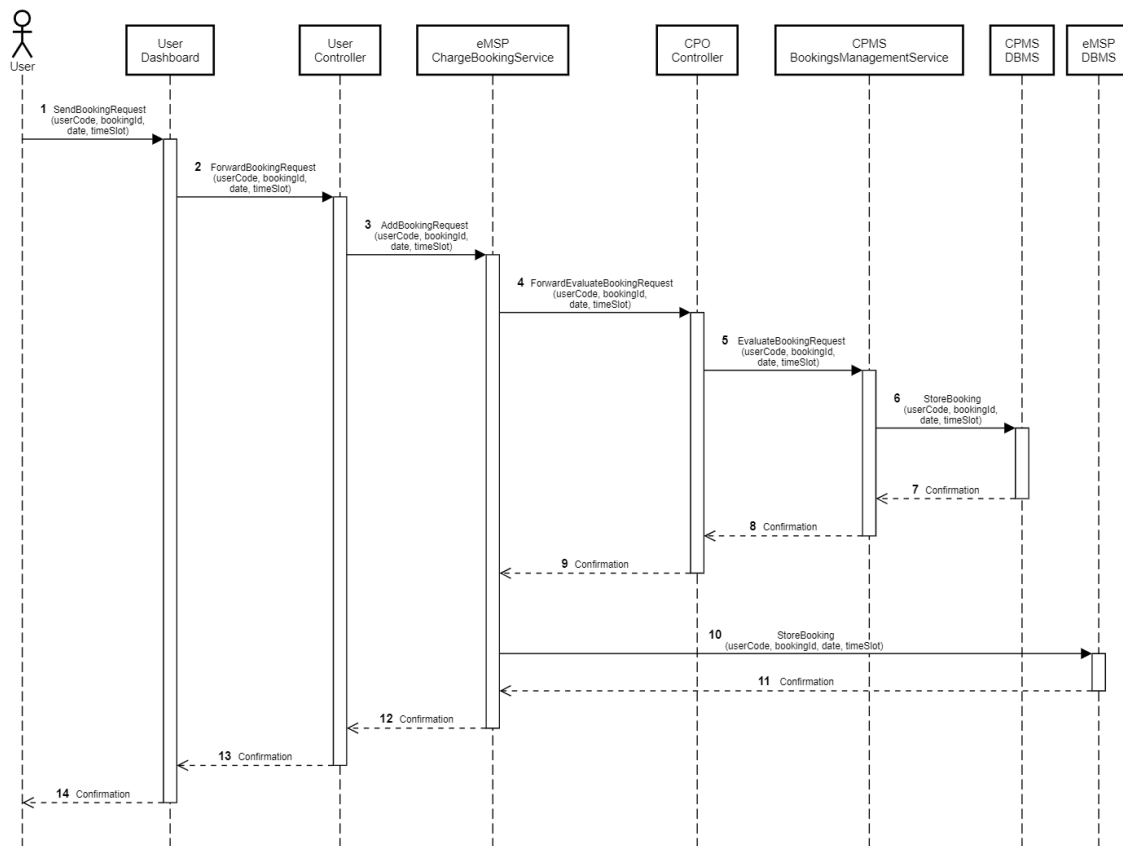 User
User
Dashboard
User
Controller
eMSP
ChargeBookingService
CPO
Controller
CPMS
BookingsManagementService
CPMS
DBMS
eMSP
DBMS
1 SendBookingRequest
(userCode, bookingId,
date, timeSlot)
2 ForwardBookingRequest
(userCode, bookingId,
date, timeSlot)
3 AddBookingRequest
(userCode, bookingId,
date, timeSlot)
4 ForwardEvaluateBookingRequest
(userCode, bookingId,
date, timeSlot)
5 EvaluateBookingRequest
(userCode, bookingId,
date, timeSlot)
6 StoreBooking
(userCode, bookingId,
date, timeSlot)
7 Confirmation
8 Confirmation
9 Confirmation
10 StoreBooking
(userCode, bookingId, date, timeSlot)
11 Confirmation
12 Confirmation
13 Confirmation
14 Confirmation